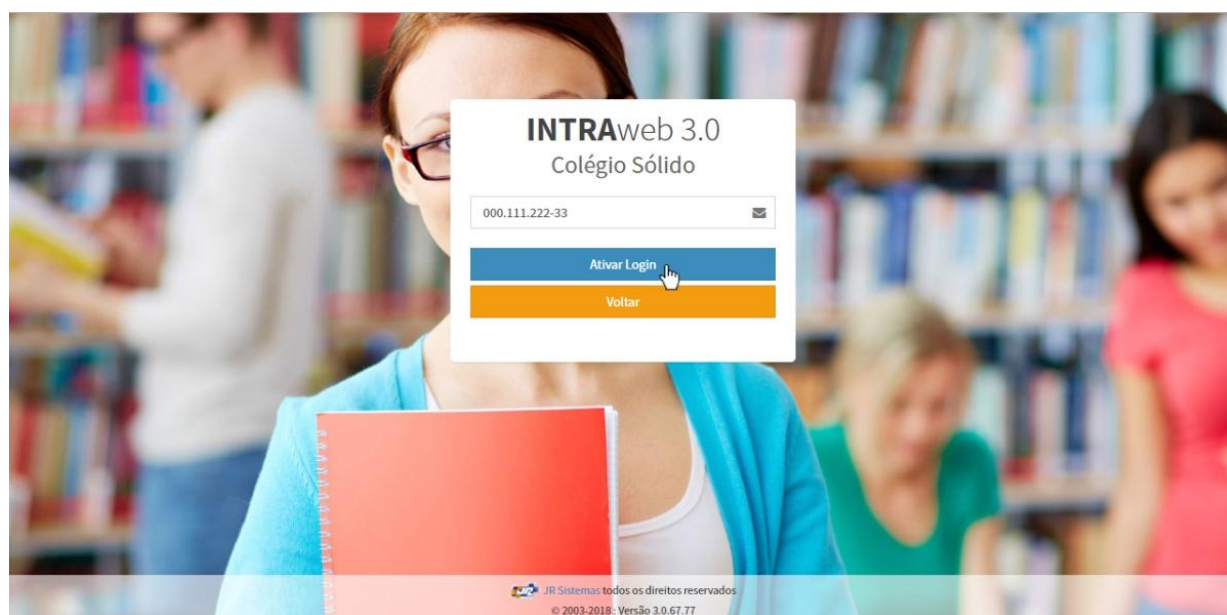 INTRAweb 3.0
Colégio Sólido
000.111.222-33
Ativar Login
Voltar
JR Sistemas todos os direitos reservados
© 2003-2018 : Versão 3.0.67.77